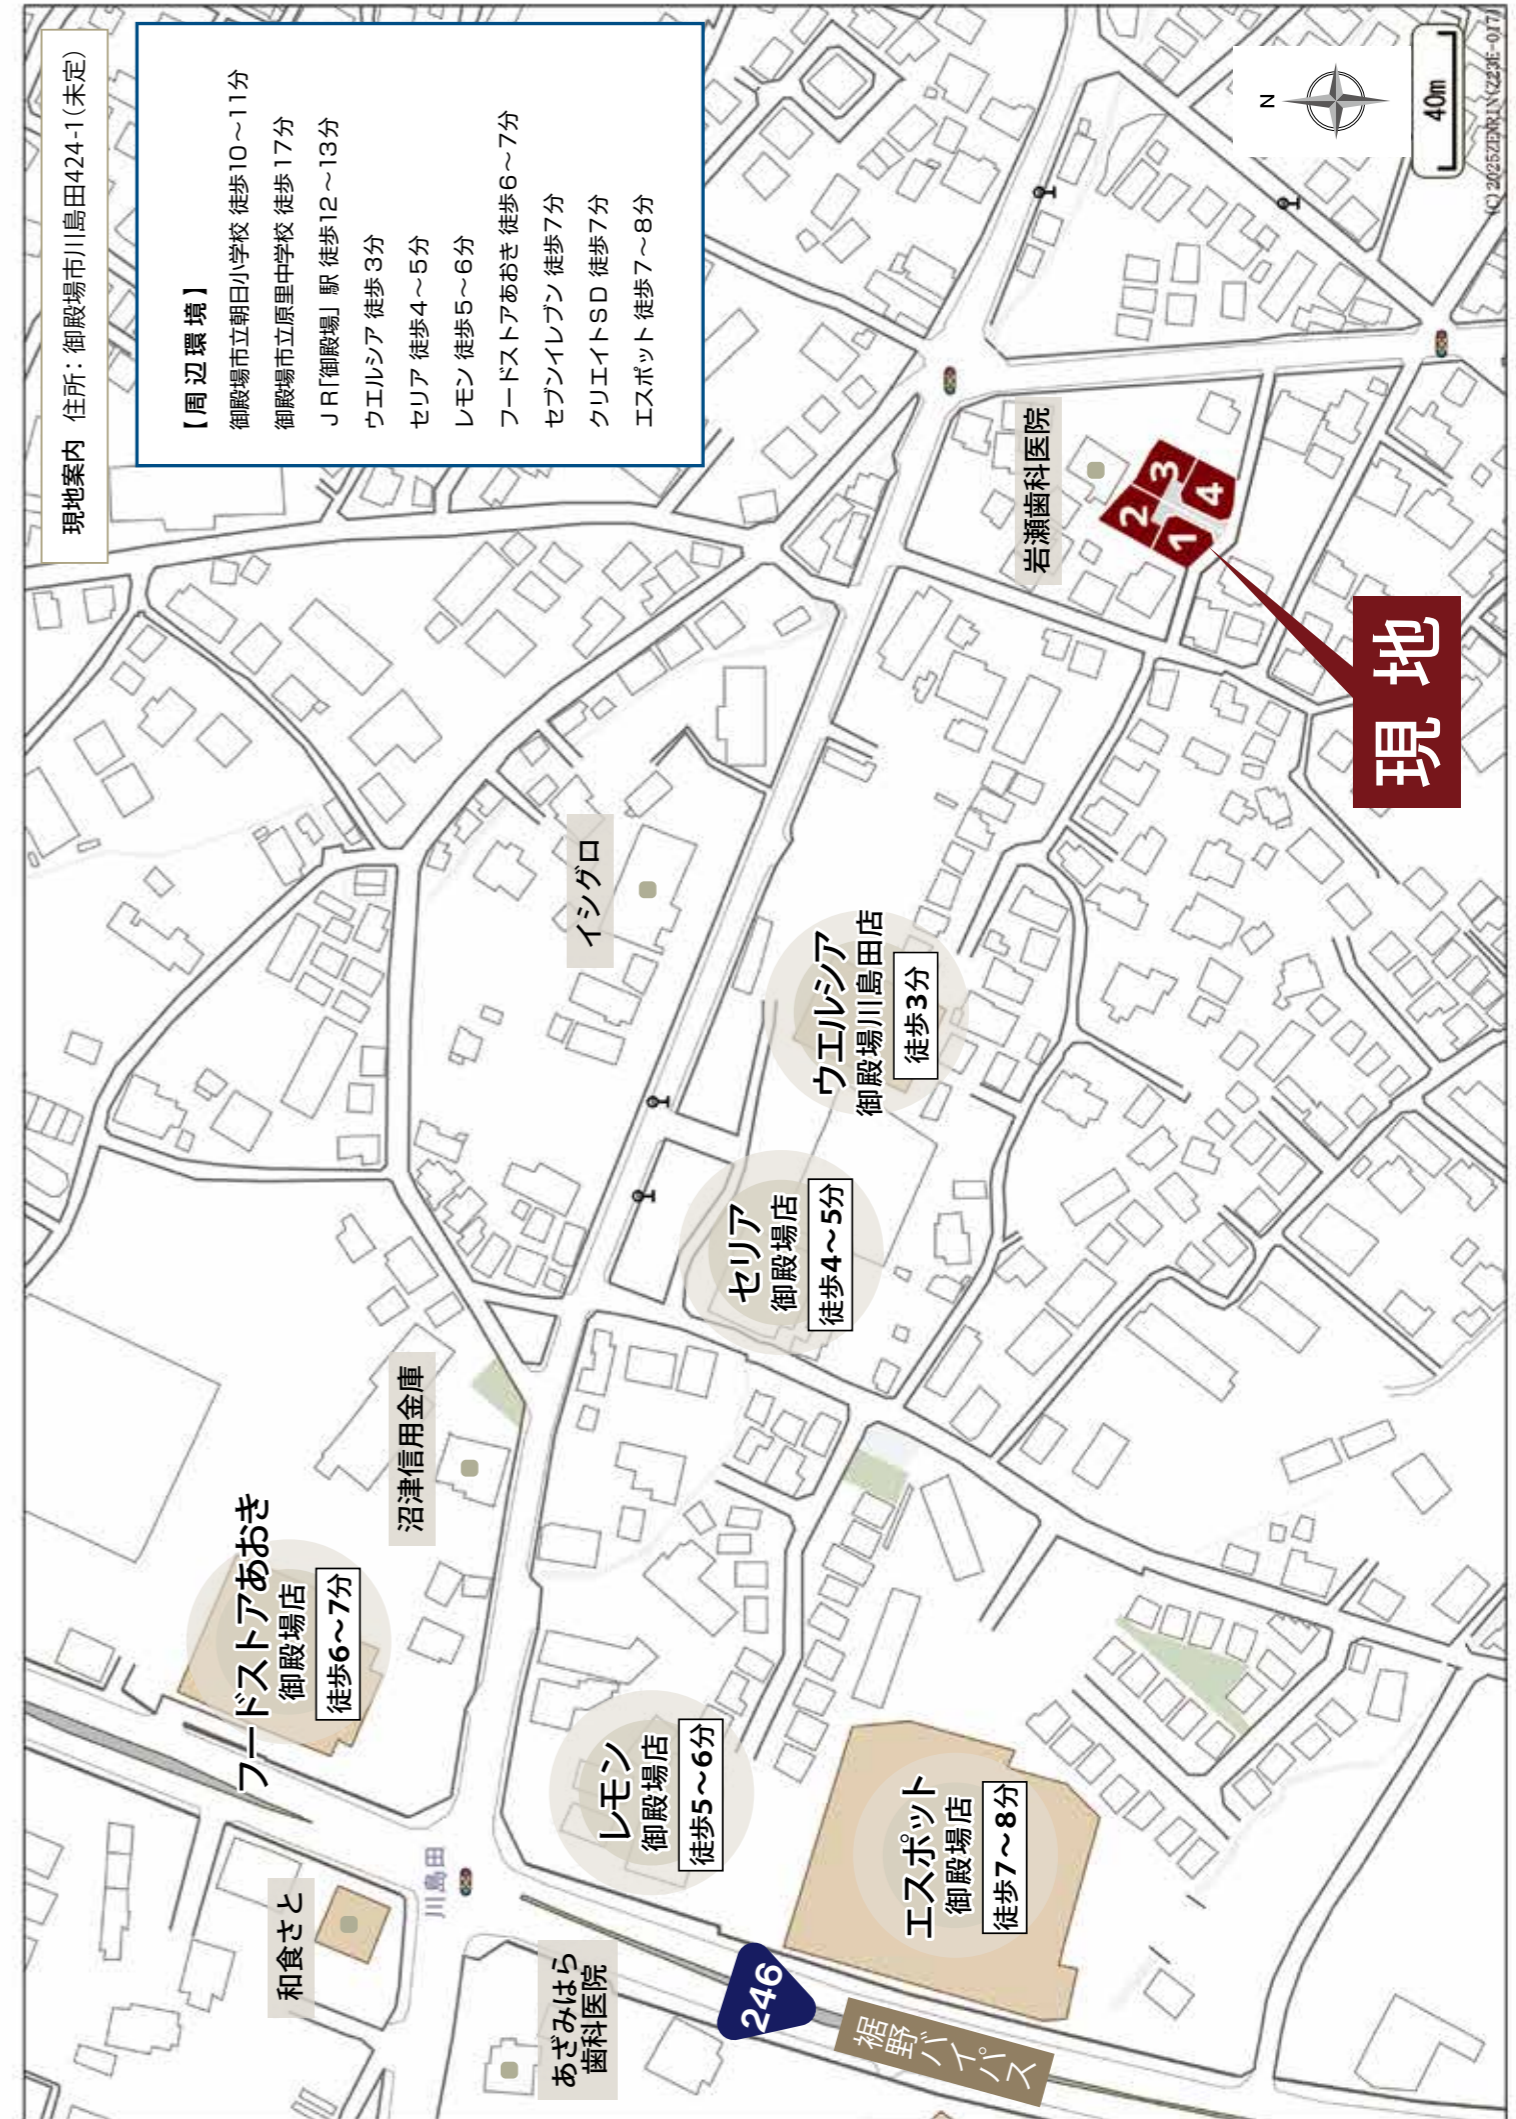 現地案内 住所：御殿場市川島田424-1（未定）
【周辺環境】
御殿場市立朝日小学校 徒歩10～11分
御殿場市立原里中学校 徒歩17分
ＪＲ｢御殿場」駅 徒歩12～13分
ウエルシア 徒歩3分
セリア 徒歩4～5分
レモン 徒歩5～6分
フードストアあおき 徒歩6～7分
セブンイレブン 徒歩7分
クリエイトＳＤ 徒歩7分
エスポット 徒歩7～8分
和食さと
川島田
あざみはら
歯科医院
246
裾野バイパス
フードストアあおき
御殿場店
徒歩6～7分
レモン
御殿場店
徒歩5～6分
エスポット
御殿場店
徒歩7～8分
沼津信用金庫
セリア
御殿場店
徒歩4～5分
イシグロ
ウエルシア
御殿場川島田店
徒歩3分
岩瀬歯科医院
1
2
3
4
現地
N
40m
(C) 2025ZENRIN(Z23E-017)